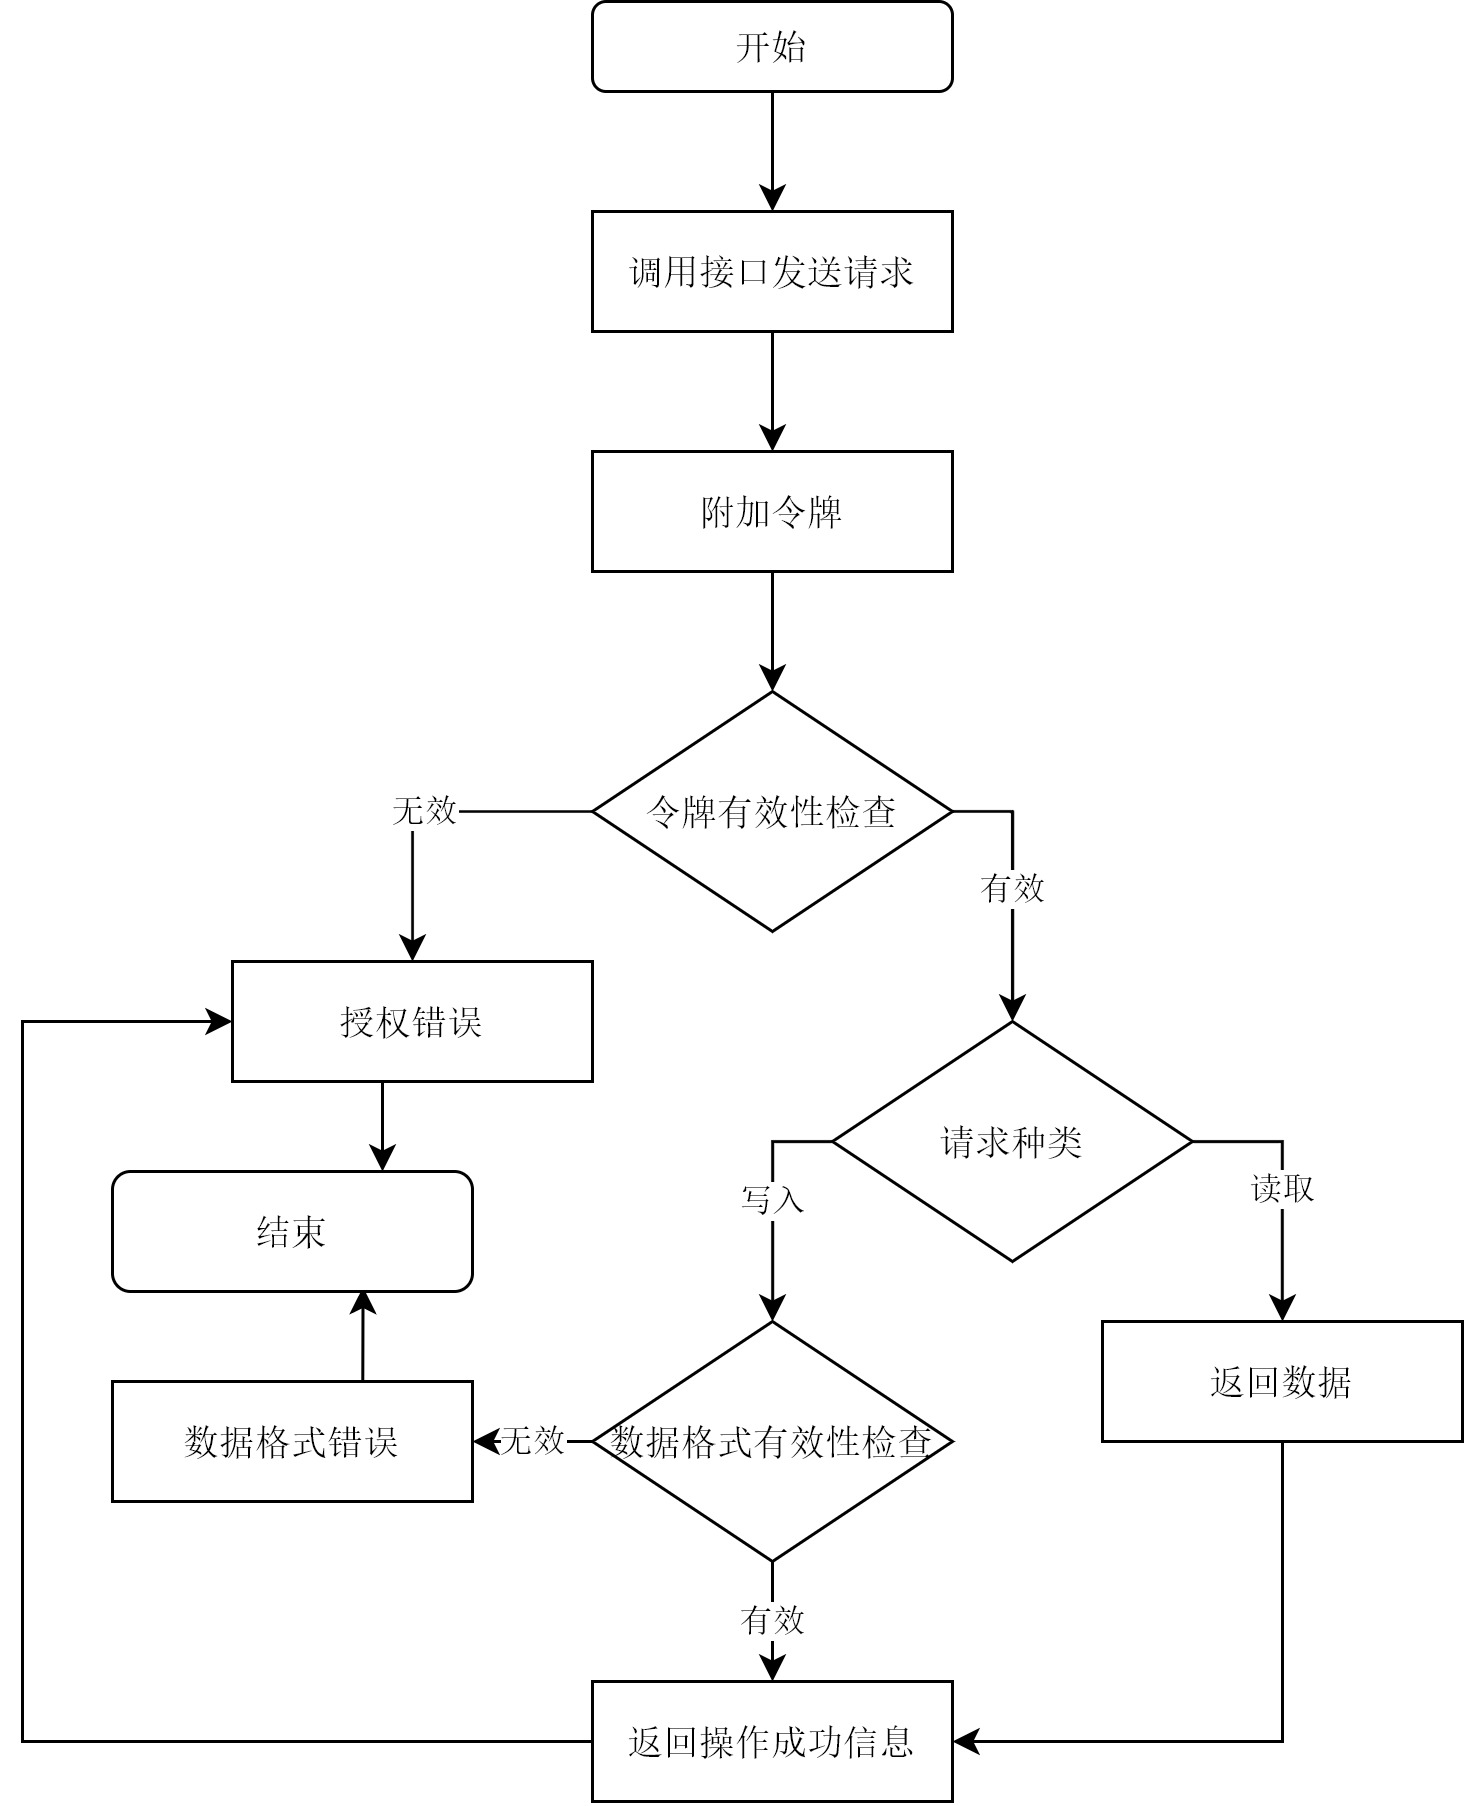 开始
调用接口发送请求
附加令牌
令牌有效性检查
无效
有效
授权错误
请求种类
写入
读取
结束
返回数据
数据格式错误
无效
数据格式有效性检查
有效
返回操作成功信息